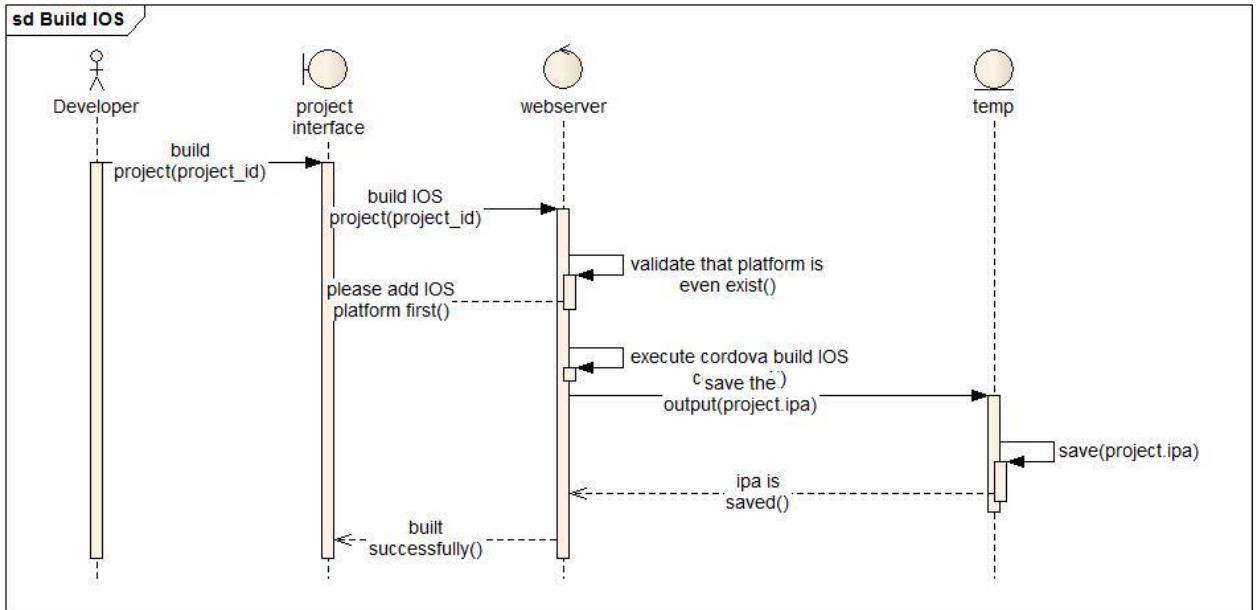 sd Build IOS
Developer
project
interface
webserver
temp
build
project(project_id)
build IOS
project(project_id)
validate that platform is
even exist()
please add IOS
platform first()
execute cordova build IOS
save the
output(project.ipa)
save(project.ipa)
ipa is
saved()
built
successfully()